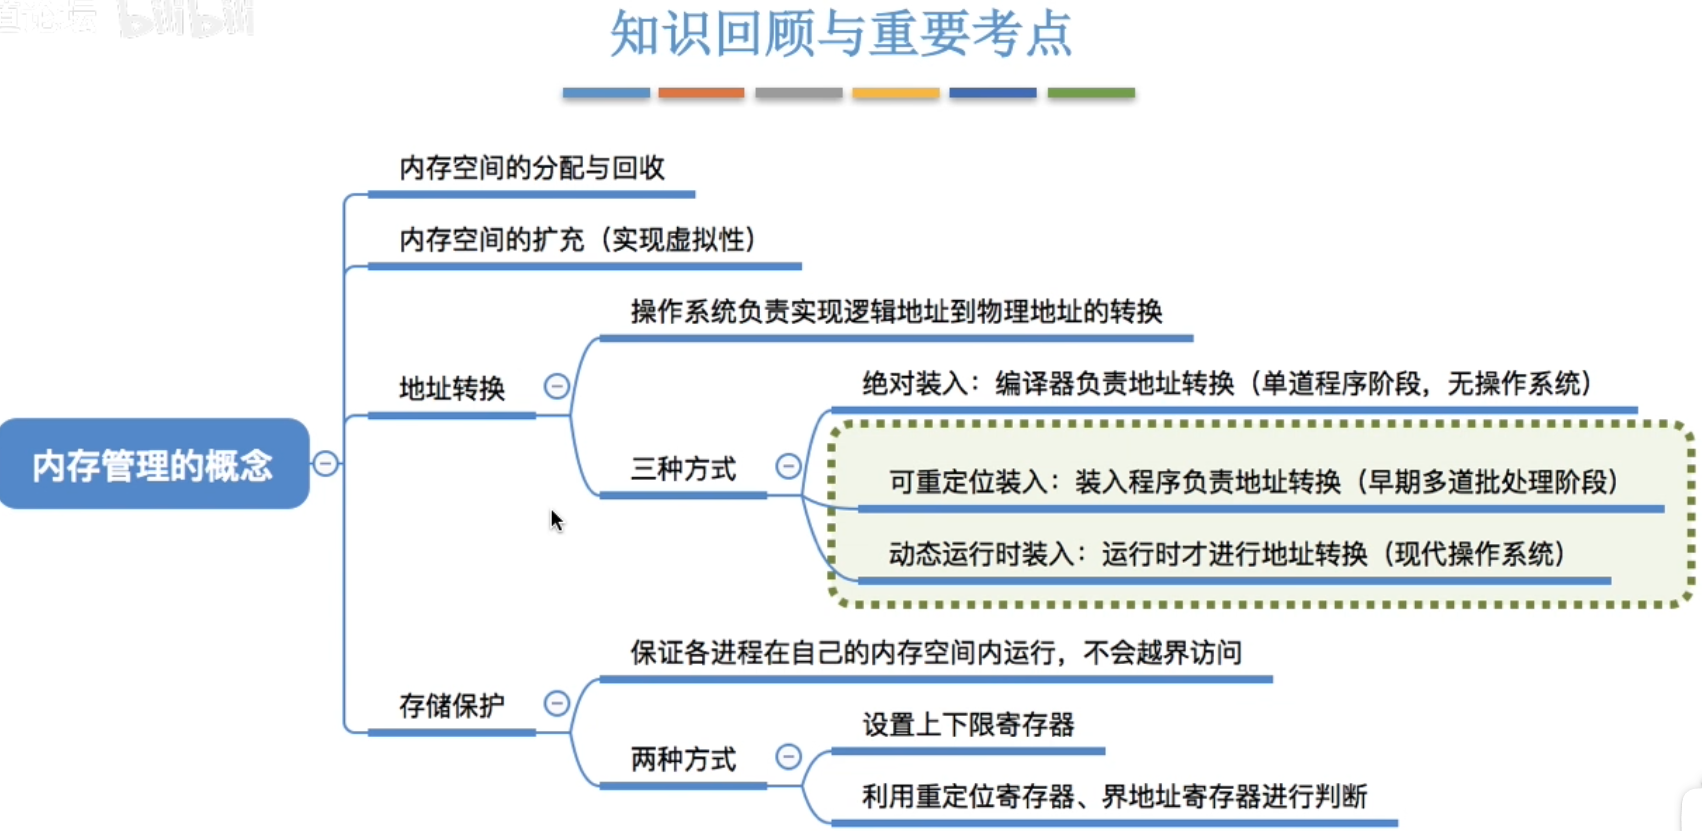 bilibili
知识回顾与重要考点
内存空间的分配与回收
内存空间的扩充（实现虚拟性）
操作系统负责实现逻辑地址到物理地址的转换
绝对装入：编译器负责地址转换（单道程序阶段，无操作系统）
地址转换
内存管理的概念
三种方式
可重定位装入：装入程序负责地址转换（早期多道批处理阶段）
动态运行时装入：运行时才进行地址转换（现代操作系统）
保证各进程在自己的内存空间内运行，不会越界访问
存储保护
设置上下限寄存器
两种方式
利用重定位寄存器、界地址寄存器进行判断